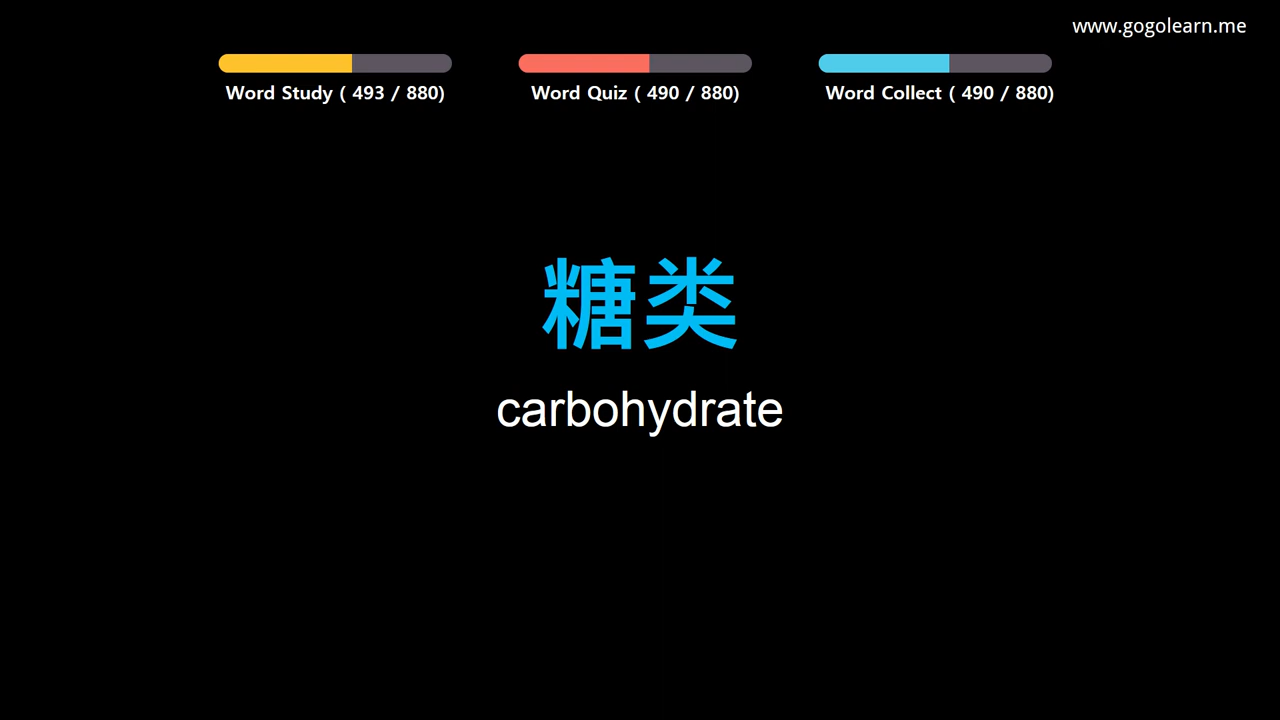 www.gogolearn.me
Word Study ( 493 / 880)
Word Quiz ( 490 / 880)
Word Collect ( 490 / 880)
糖类
carbohydrate